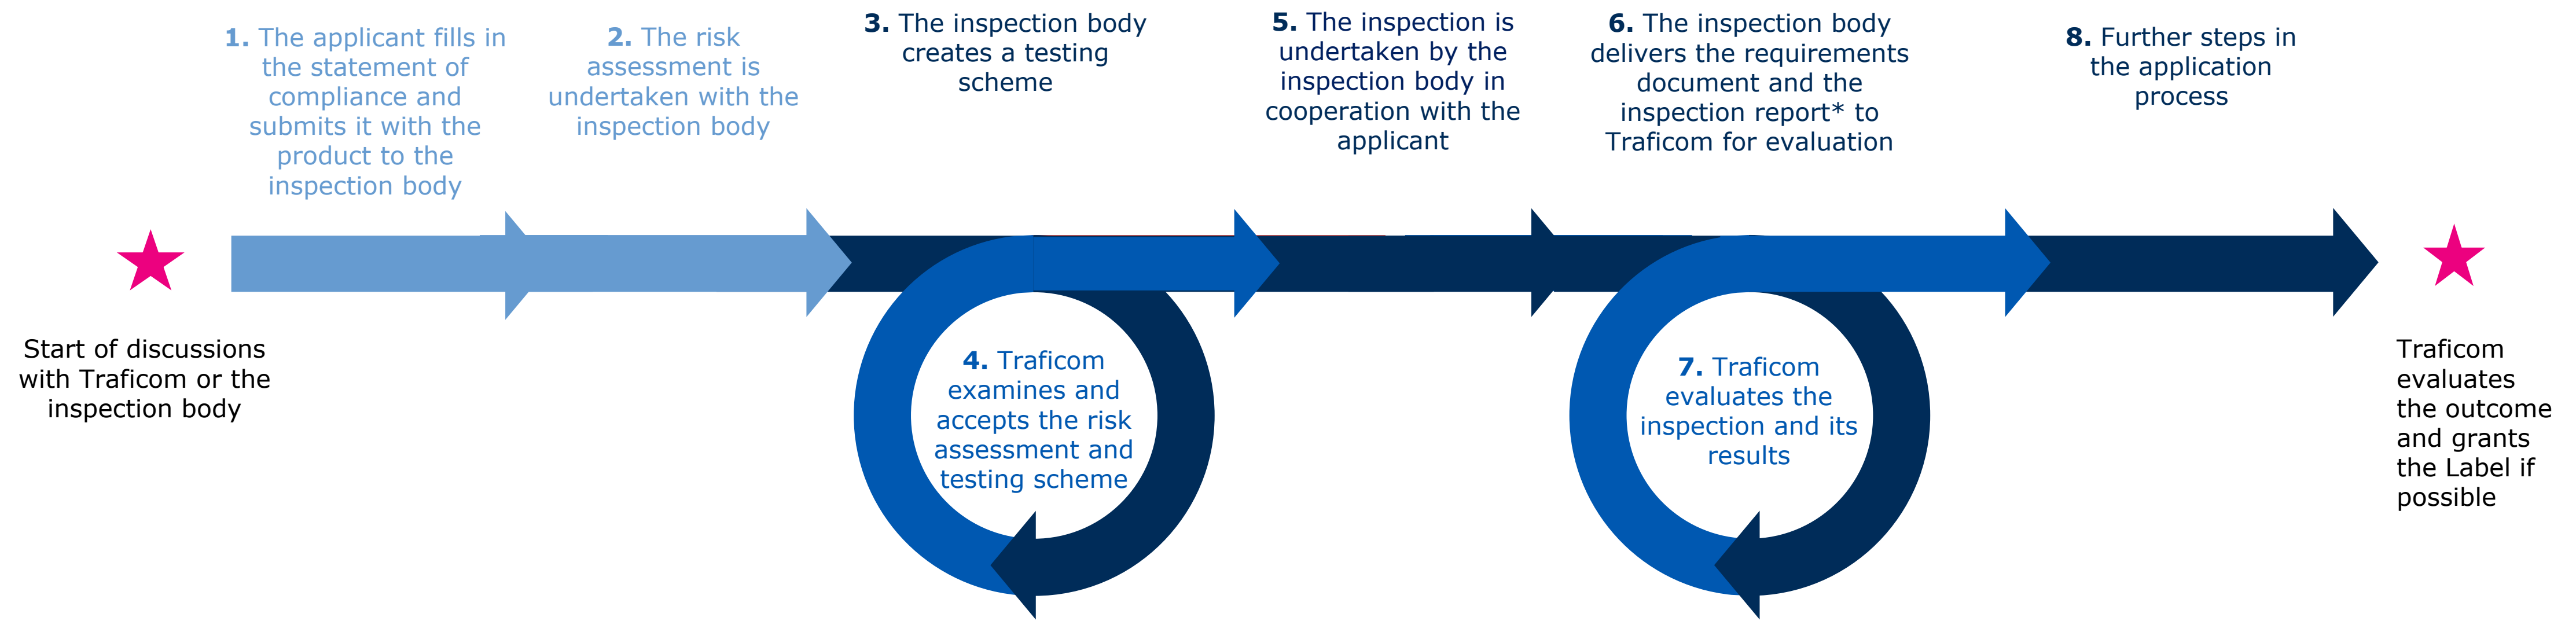 1. The applicant fills in
the statement of
compliance and
submits it with the
product to the
inspection body
2. The risk
assessment is
undertaken with the
inspection body
3. The inspection body
creates a testing
scheme
5. The inspection is
undertaken by the
inspection body in
cooperation with the
applicant
6. The inspection body
delivers the requirements
document and the
inspection report* to
Traficom for evaluation
8. Further steps in
the application
process
Start of discussions
with Traficom or the
inspection body
4. Traficom
examines and
accepts the risk
assessment and
testing scheme
7. Traficom
evaluates the
inspection and its
results
Traficom
evaluates
the outcome
and grants
the Label if
possible